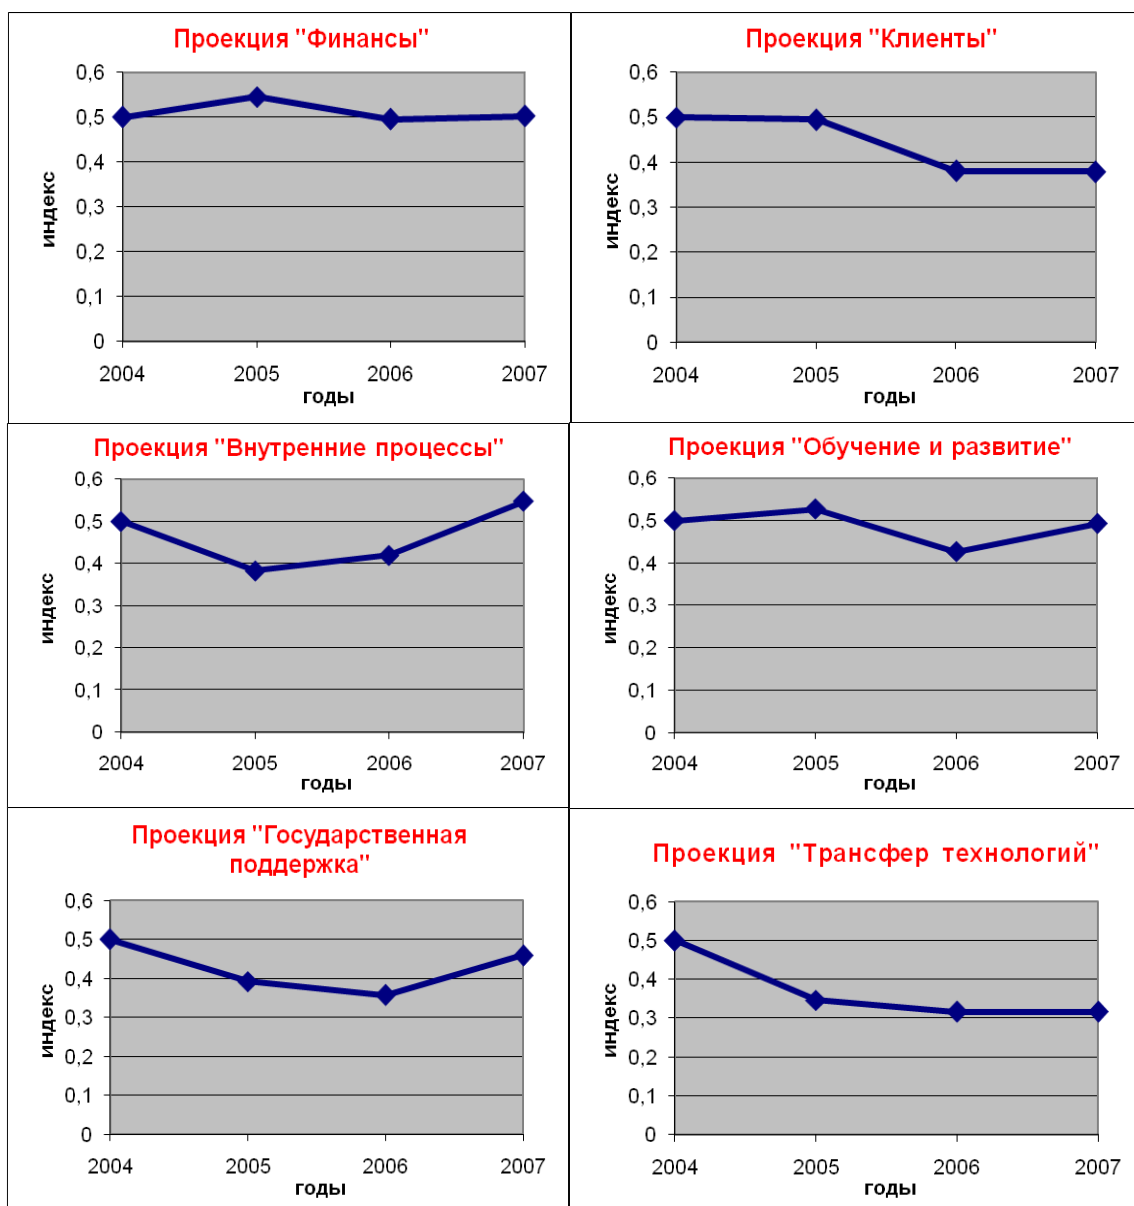 Проекция "Финансы"
0,6
0,5
0,4
0,3
0,2
0,1
0
индекс
2004 2005 2006 2007
годы
Проекция "Клиенты"
0,6
0,5
0,4
0,3
0,2
0,1
0
индекс
2004 2005 2006 2007
годы
Проекция "Внутренние процессы"
0,6
0,5
0,4
0,3
0,2
0,1
0
индекс
2004 2005 2006 2007
годы
Проекция "Обучение и развитие"
0,6
0,5
0,4
0,3
0,2
0,1
0
индекс
2004 2005 2006 2007
годы
Проекция "Государственная
поддержка"
0,6
0,5
0,4
0,3
0,2
0,1
0
индекс
2004 2005 2006 2007
годы
Проекция "Трансфер технологий"
0,6
0,5
0,4
0,3
0,2
0,1
0
индекс
2004 2005 2006 2007
годы